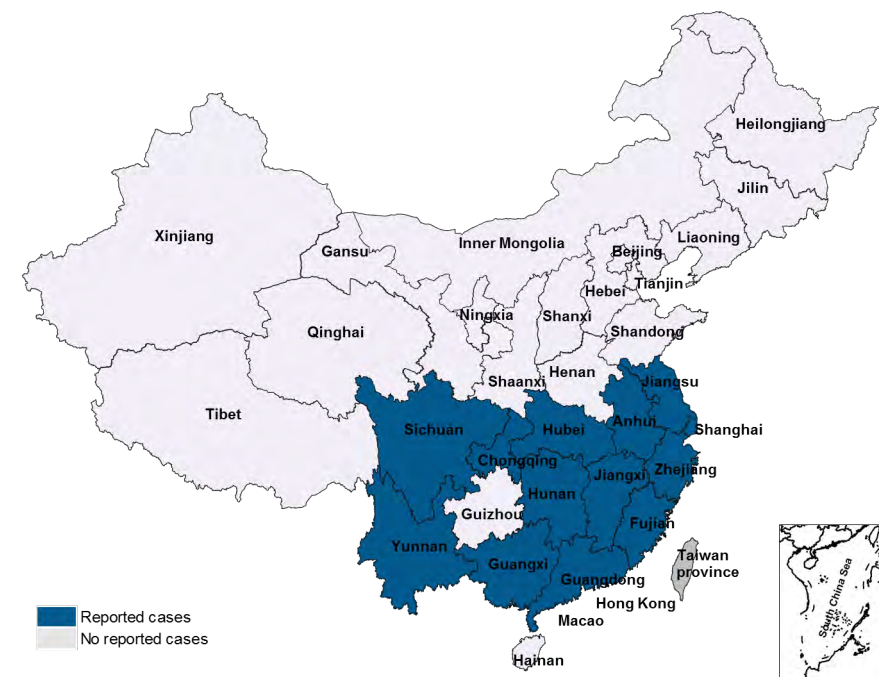 Heilongjiang
Jilin
Xinjiang
Inner Mongolia
Liaoning
Gansu
Beijing
Tianjin
Hebei
Ningxia
Shanxi
Qinghai
Shandong
Henan
Shaanxi
Jiangsu
Tibet
Anhui
Sichuan
Hubei
Shanghai
Chongqing
Zhejiang
Jiangxi
Hunan
Guizhou
Fujian
Yunnan
Taiwan
province
Guangxi
Guangdong
Hong Kong
Macao
Hainan
South China Sea
Reported cases
No reported cases